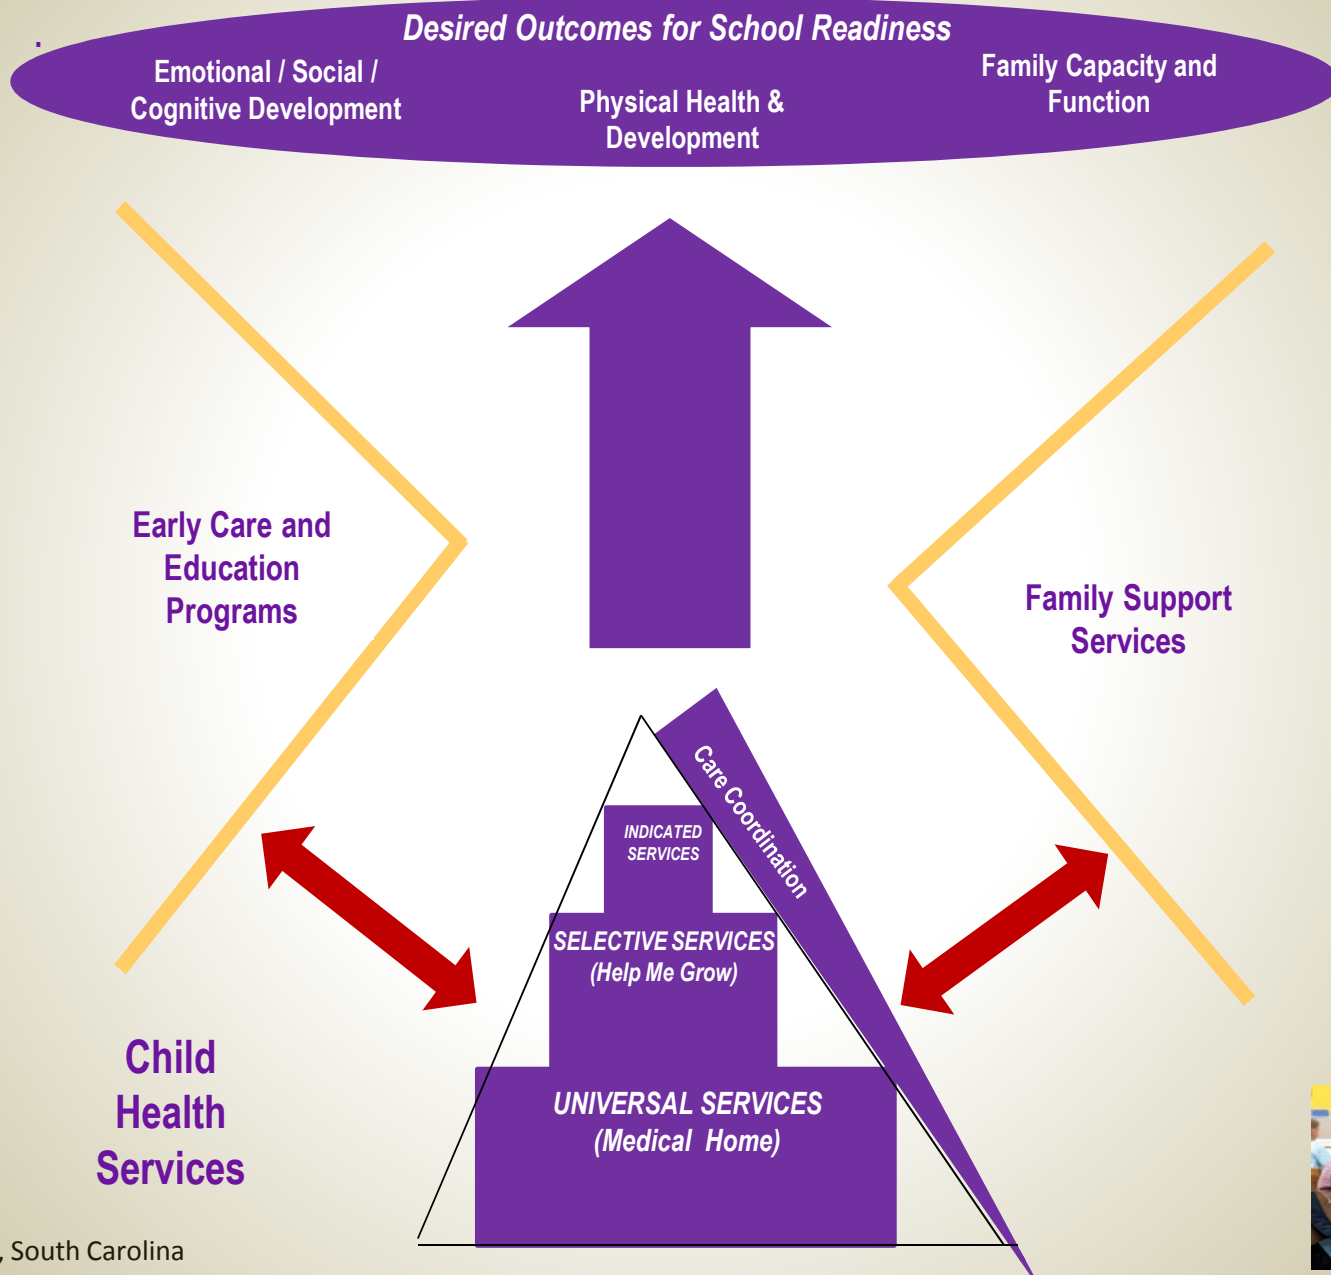 Desired Outcomes for School Readiness
Emotional / Social /
Cognitive Development
Physical Health &
Development
Family Capacity and
Function
Early Care and
Education
Programs
Family Support
Services
Care Coordination
INDICATED
SERVICES
SELECTIVE SERVICES
(Help Me Grow)
UNIVERSAL SERVICES
(Medical Home)
Child
Health
Services
, South Carolina